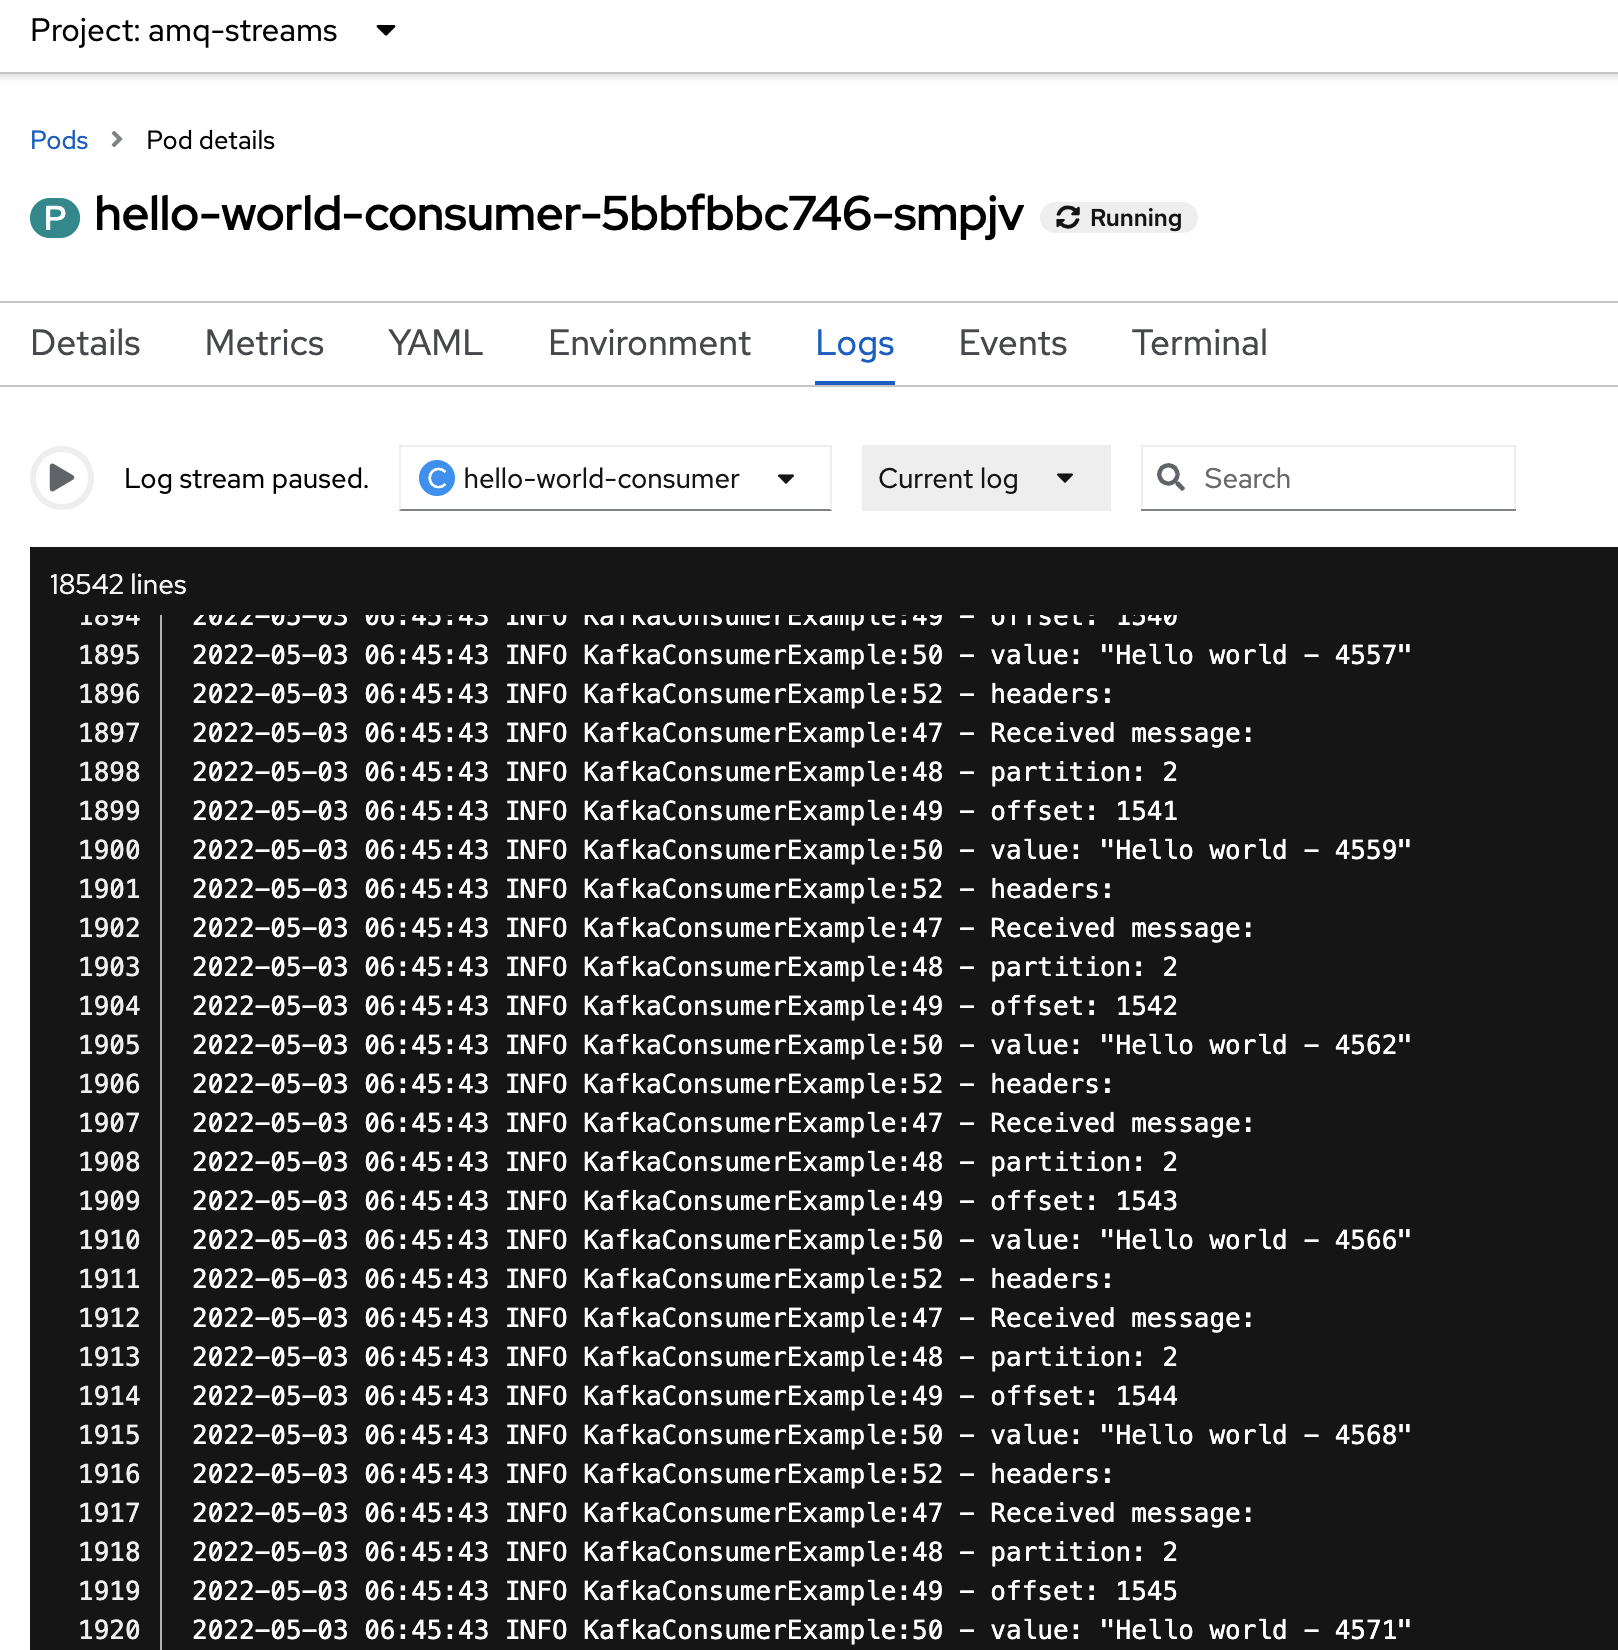 Project: amq-streams
Pods > Pod details
P hello-world-consumer-5bbfbbc746-smpjv Running
Details Metrics YAML Environment Logs Events Terminal
Log stream paused. C hello-world-consumer Current log Search
18542 lines
1894 2022-05-03 06:45:43 INFO KafkaConsumerExample:49 - offset: 1540
1895 2022-05-03 06:45:43 INFO KafkaConsumerExample:50 - value: "Hello world - 4557"
1896 2022-05-03 06:45:43 INFO KafkaConsumerExample:52 - headers:
1897 2022-05-03 06:45:43 INFO KafkaConsumerExample:47 - Received message:
1898 2022-05-03 06:45:43 INFO KafkaConsumerExample:48 - partition: 2
1899 2022-05-03 06:45:43 INFO KafkaConsumerExample:49 - offset: 1541
1900 2022-05-03 06:45:43 INFO KafkaConsumerExample:50 - value: "Hello world - 4559"
1901 2022-05-03 06:45:43 INFO KafkaConsumerExample:52 - headers:
1902 2022-05-03 06:45:43 INFO KafkaConsumerExample:47 - Received message:
1903 2022-05-03 06:45:43 INFO KafkaConsumerExample:48 - partition: 2
1904 2022-05-03 06:45:43 INFO KafkaConsumerExample:49 - offset: 1542
1905 2022-05-03 06:45:43 INFO KafkaConsumerExample:50 - value: "Hello world - 4562"
1906 2022-05-03 06:45:43 INFO KafkaConsumerExample:52 - headers:
1907 2022-05-03 06:45:43 INFO KafkaConsumerExample:47 - Received message:
1908 2022-05-03 06:45:43 INFO KafkaConsumerExample:48 - partition: 2
1909 2022-05-03 06:45:43 INFO KafkaConsumerExample:49 - offset: 1543
1910 2022-05-03 06:45:43 INFO KafkaConsumerExample:50 - value: "Hello world - 4566"
1911 2022-05-03 06:45:43 INFO KafkaConsumerExample:52 - headers:
1912 2022-05-03 06:45:43 INFO KafkaConsumerExample:47 - Received message:
1913 2022-05-03 06:45:43 INFO KafkaConsumerExample:48 - partition: 2
1914 2022-05-03 06:45:43 INFO KafkaConsumerExample:49 - offset: 1544
1915 2022-05-03 06:45:43 INFO KafkaConsumerExample:50 - value: "Hello world - 4568"
1916 2022-05-03 06:45:43 INFO KafkaConsumerExample:52 - headers:
1917 2022-05-03 06:45:43 INFO KafkaConsumerExample:47 - Received message:
1918 2022-05-03 06:45:43 INFO KafkaConsumerExample:48 - partition: 2
1919 2022-05-03 06:45:43 INFO KafkaConsumerExample:49 - offset: 1545
1920 2022-05-03 06:45:43 INFO KafkaConsumerExample:50 - value: "Hello world - 4571"